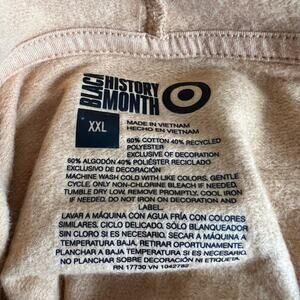 BLACK
HISTORY
MONTH
XXL
MADE IN VIETNAM
HECHO EN VIETNAM
60% COTTON 40% RECYCLED
POLYESTER
EXCLUSIVE OF DECORATION
60% ALGODÓN 40% POLIÉSTER RECICLADO
EXCLUSIVO DE DECORACIÓN
MACHINE WASH COLD WITH LIKE COLORS, GENTLE
CYCLE, ONLY NON-CHLORINE BLEACH IF NEEDED,
TUMBLE DRY LOW, REMOVE PROMPTLY, COOL IRON
IF NEEDED, DO NOT IRON ON DECORATION AND
LABEL.
LAVAR A MÁQUINA CON AGUA FRÍA CON COLORES
SIMILARES, CICLO DELICADO, SÓLO BLANQUEADOR
SIN CLORO SI ES NECESARIO, SECAR A MÁQUINA A
TEMPERATURA BAJA, RETIRAR OPORTUNAMENTE,
PLANCHAR A BAJA TEMPERATURA SI ES NECESARIO,
NO PLANCHAR SOBRE DECORACIÓN NI ETIQUETA.
RN 17730 VN 1042782